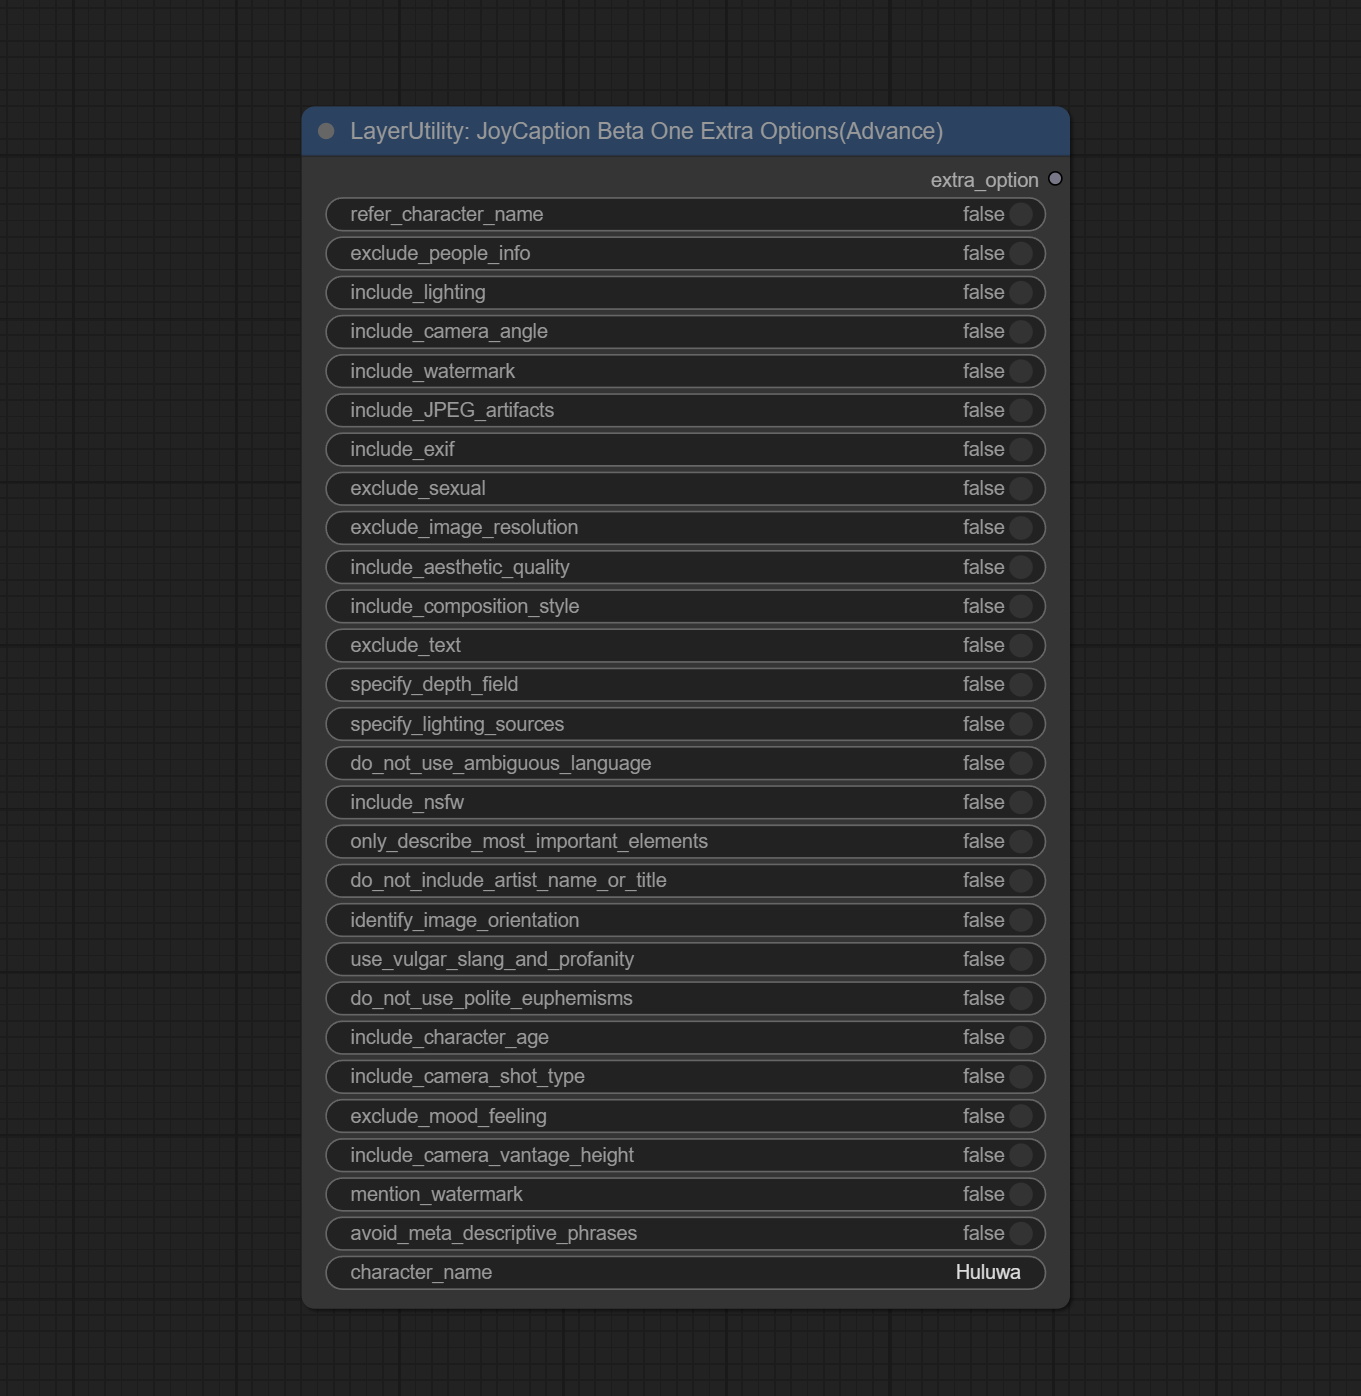 LayerUtility: JoyCaption Beta One Extra Options(Advance)
extra_option
refer_character_name false
exclude_people_info false
include_lighting false
include_camera_angle false
include_watermark false
include_JPEG_artifacts false
include_exif false
exclude_sexual false
exclude_image_resolution false
include_aesthetic_quality false
include_composition_style false
exclude_text false
specify_depth_field false
specify_lighting_sources false
do_not_use_ambiguous_language false
include_nsfw false
only_describe_most_important_elements false
do_not_include_artist_name_or_title false
identify_image_orientation false
use_vulgar_slang_and_profanity false
do_not_use_polite_euphemisms false
include_character_age false
include_camera_shot_type false
exclude_mood_feeling false
include_camera_vantage_height false
mention_watermark false
avoid_meta_descriptive_phrases false
character_name Huluwa